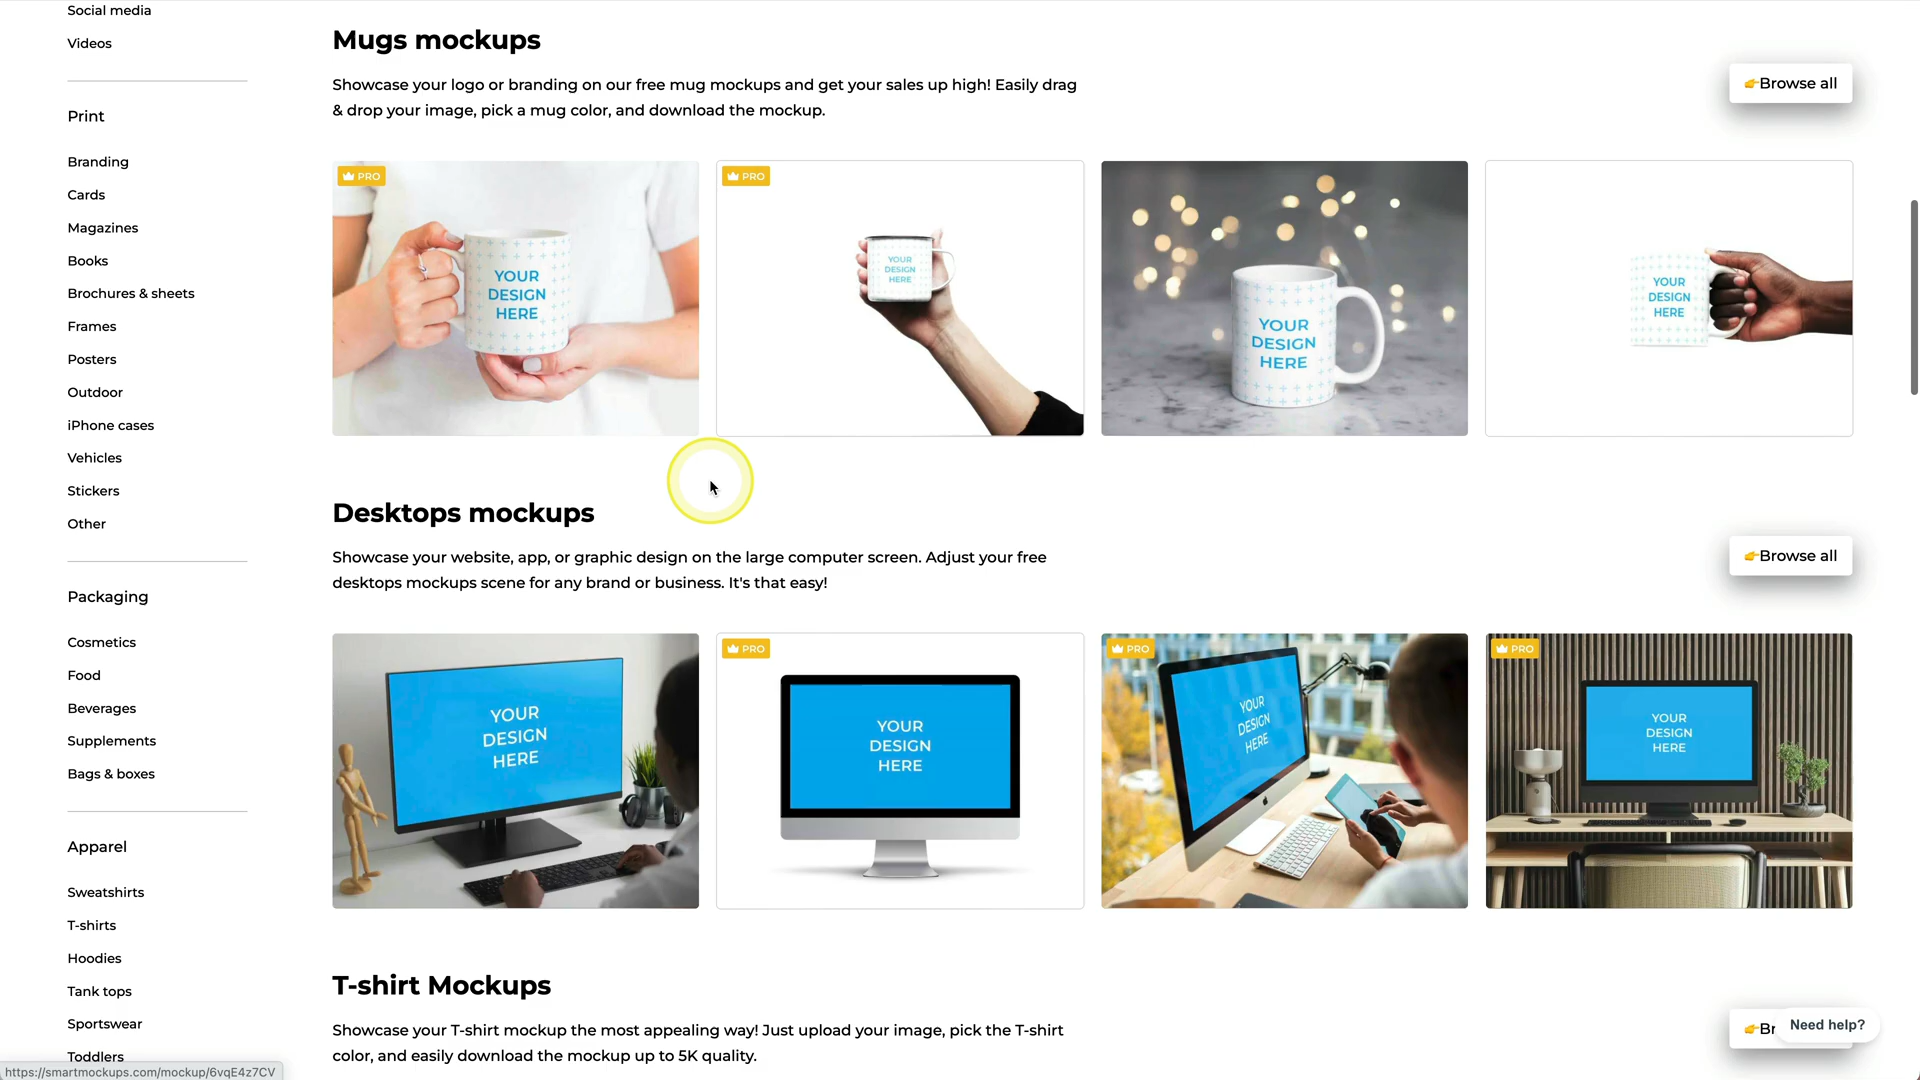 Social media
Videos
Print
Branding
Cards
Magazines
Books
Brochures & sheets
Frames
Posters
Outdoor
iPhone cases
Vehicles
Stickers
Other
Packaging
Cosmetics
Food
Beverages
Supplements
Bags & boxes
Apparel
Sweatshirts
T-shirts
Hoodies
Tank tops
Sportswear
Toddlers
https://smartmockups.com/mockup/6vqE4z7CV
Mugs mockups
Showcase your logo or branding on our free mug mockups and get your sales up high! Easily drag
& drop your image, pick a mug color, and download the mockup.
Browse all
PRO
YOUR
DESIGN
HERE
PRO
YOUR
DESIGN
HERE
YOUR
DESIGN
HERE
YOUR
DESIGN
HERE
Desktops mockups
Showcase your website, app, or graphic design on the large computer screen. Adjust your free
desktops mockups scene for any brand or business. It's that easy!
Browse all
YOUR
DESIGN
HERE
PRO
YOUR
DESIGN
HERE
PRO
YOUR
DESIGN
HERE
PRO
YOUR
DESIGN
HERE
T-shirt Mockups
Showcase your T-shirt mockup the most appealing way! Just upload your image, pick the T-shirt
color, and easily download the mockup up to 5K quality.
Br
Need help?